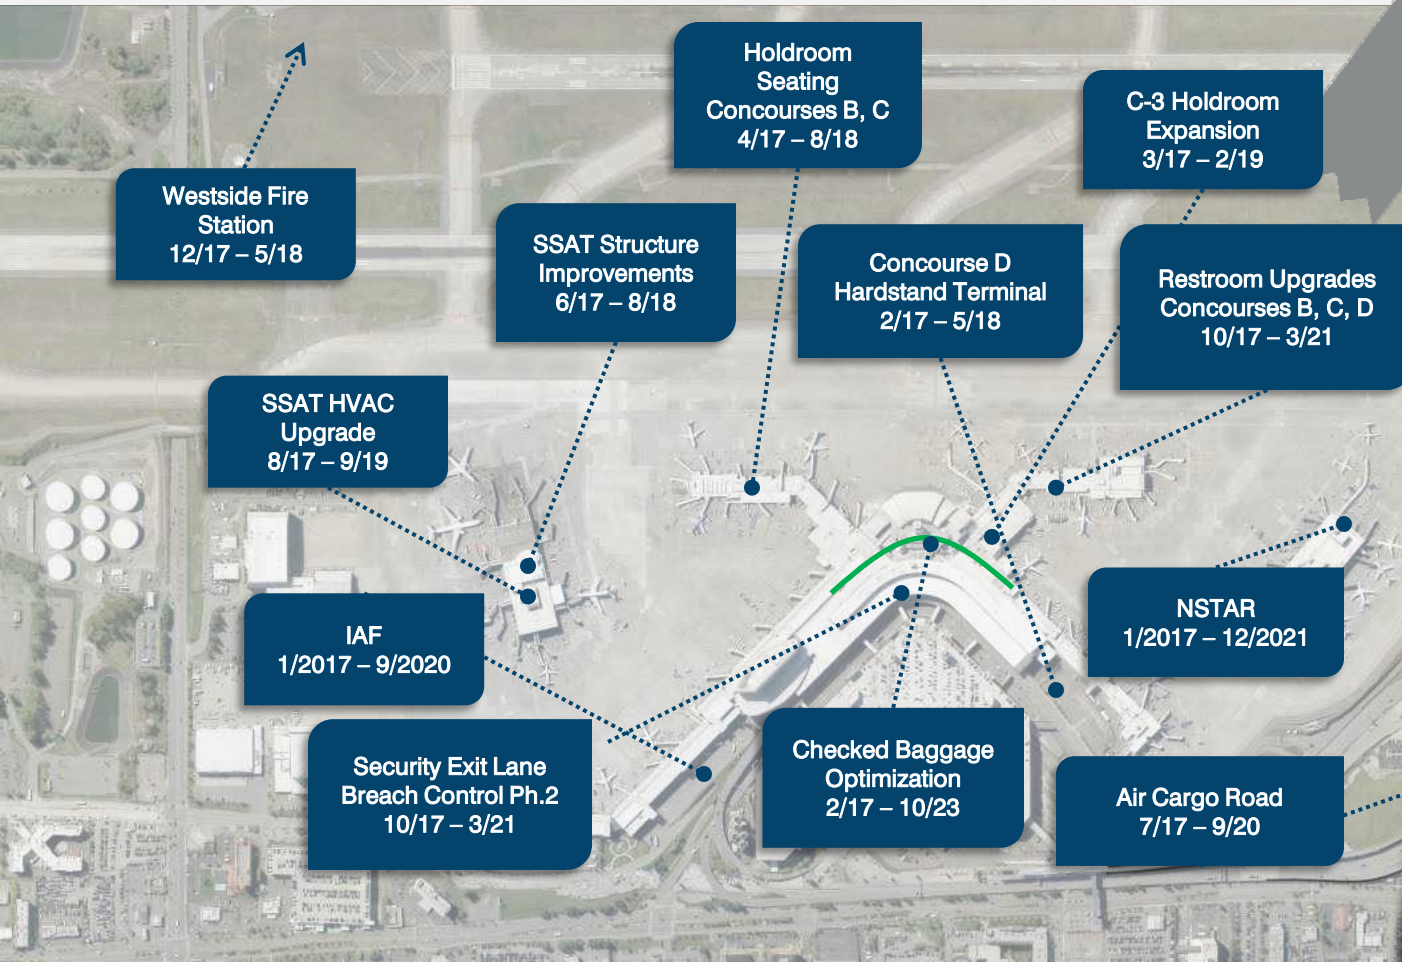 Holdroom
Seating
Concourses B, C
4/17 – 8/18
C-3 Holdroom
Expansion
3/17 – 2/19
Westside Fire
Station
12/17 – 5/18
SSAT Structure
Improvements
6/17 – 8/18
Concourse D
Hardstand Terminal
2/17 – 5/18
Restroom Upgrades
Concourses B, C, D
10/17 – 3/21
SSAT HVAC
Upgrade
8/17 – 9/19
IAF
1/2017 – 9/2020
NSTAR
1/2017 – 12/2021
Security Exit Lane
Breach Control Ph.2
10/17 – 3/21
Checked Baggage
Optimization
2/17 – 10/23
Air Cargo Road
7/17 – 9/20